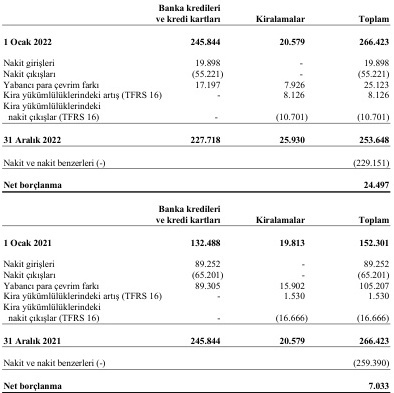 Banka kredileri
ve kredi kartları Kiralamalar Toplam
1 Ocak 2022 245.844 20.579 266.423
Nakit girişleri 19.898 - 19.898
Nakit çıkışları (55.221) - (55.221)
Yabancı para çevrim farkı 17.197 7.926 25.123
Kira yükümlülüklerindeki artış (TFRS 16) - 8.126 8.126
Kira yükümlülüklerindeki
nakit çıkışlar (TFRS 16) - (10.701) (10.701)
31 Aralık 2022 227.718 25.930 253.648
Nakit ve nakit benzerleri (-) (229.151)
Net borçlanma 24.497
Banka kredileri
ve kredi kartları Kiralamalar Toplam
1 Ocak 2021 132.488 19.813 152.301
Nakit girişleri 89.252 - 89.252
Nakit çıkışları (65.201) - (65.201)
Yabancı para çevrim farkı 89.305 15.902 105.207
Kira yükümlülüklerindeki artış (TFRS 16) - 1.530 1.530
Kira yükümlülüklerindeki
nakit çıkışlar (TFRS 16) - (16.666) (16.666)
31 Aralık 2021 245.844 20.579 266.423
Nakit ve nakit benzerleri (-) (259.390)
Net borçlanma 7.033